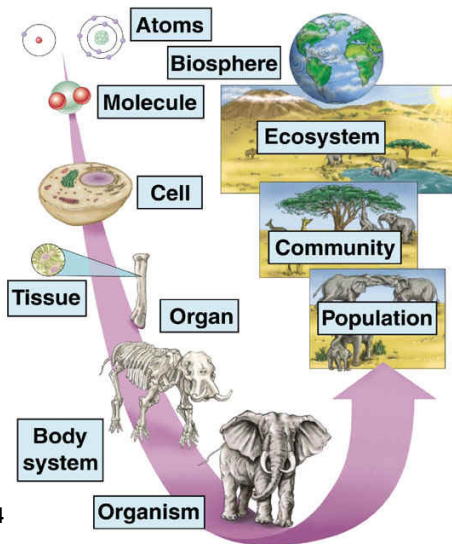 Atoms
Biosphere
Molecule
Ecosystem
Cell
Community
Tissue
Organ
Population
Body
system
Organism
4